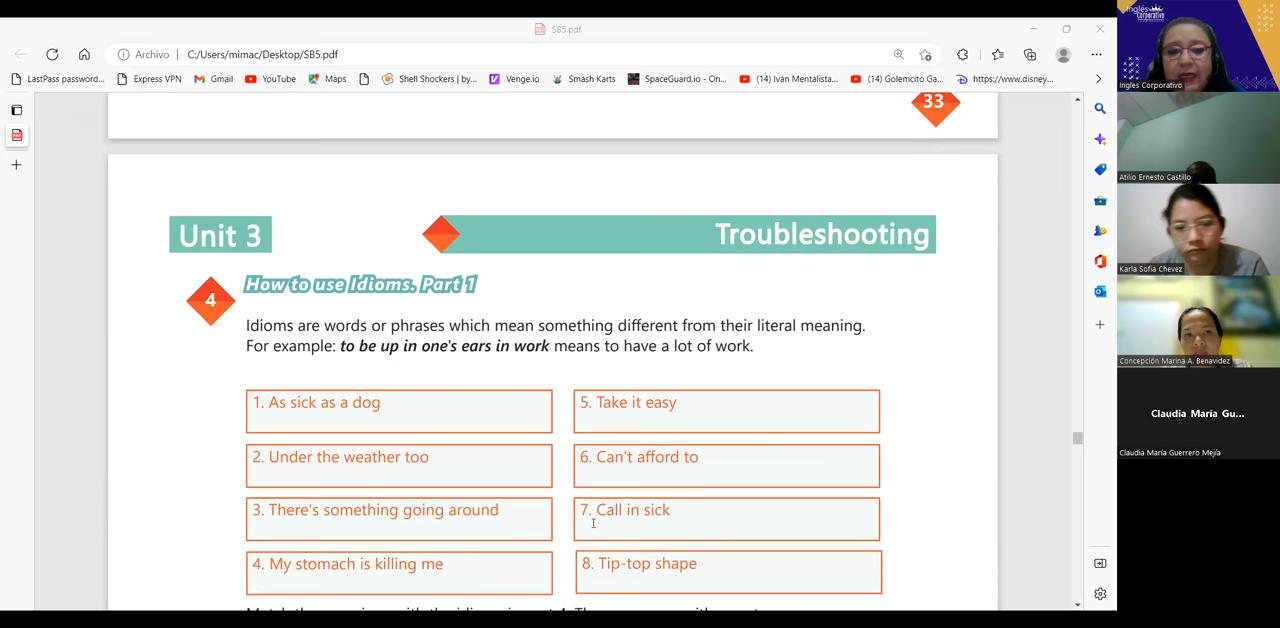 SB5.pdf
Archivo
C:/Users/mimac/Desktop/SB5.pdf
LastPass password...
Express VPN
Gmail
YouTube
Maps
Shell Shockers | by...
Venge.io
Smash Karts
SpaceGuard.io - On...
(14) Iván Mentalista...
(14) Golemcito Ga...
https://www.disney...
33
Unit 3
Troubleshooting
4
How to use Idioms. Part 1
Idioms are words or phrases which mean something different from their literal meaning.
For example: to be up in one's ears in work means to have a lot of work.
1. As sick as a dog
5. Take it easy
2. Under the weather too
6. Can't afford to
3. There's something going around
7. Call in sick
4. My stomach is killing me
8. Tip-top shape
Inglés
Corporativo
Ingles Corporativo
Atilio Ernesto Castillo
Karla Sofia Chevez
Concepción Marina A. Benavidez
Claudia Maria Gu...
Claudia María Guerrero Mejía